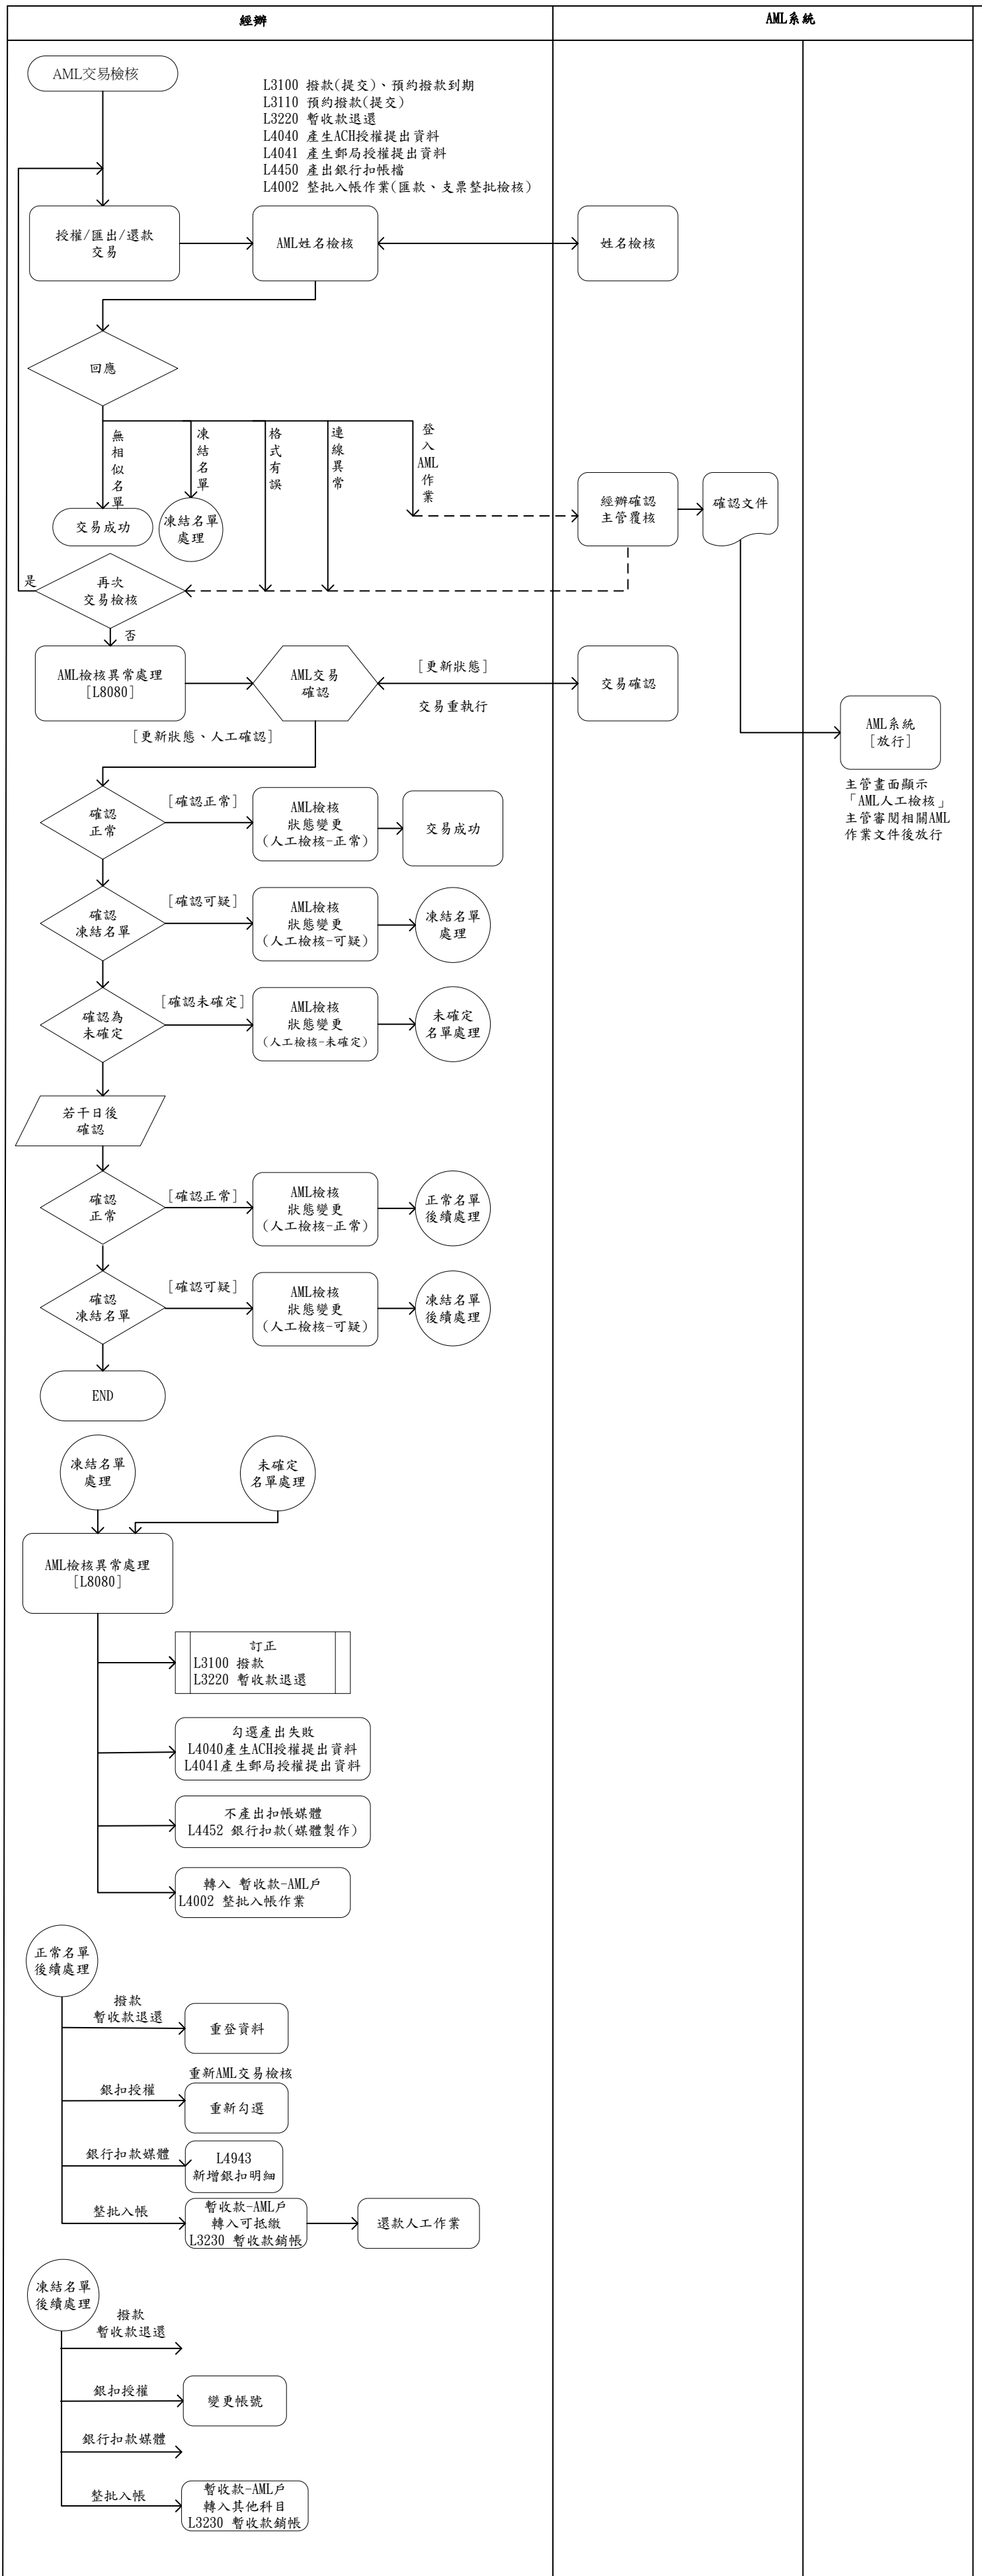 經辦
AML系統
AML交易檢核
L3100 撥款(提交)、預約撥款到期
L3110 預約撥款(提交)
L3220 暫收款退還
L4040 產生ACH授權提出資料
L4041 產生郵局授權提出資料
L4450 產出銀行扣帳檔
L4002 整批入帳作業(匯款、支票整批檢核)
授權/匯出/還款
交易
AML姓名檢核
姓名檢核
回應
無相似名單
凍結名單
格式有誤
連線異常
登入AML作業
交易成功
凍結名單
處理
經辦確認
主管覆核
確認文件
是
再次
交易檢核
否
AML檢核異常處理
[L8080]
AML交易
確認
[更新狀態]
交易重執行
交易確認
[更新狀態、人工確認]
AML系統
[放行]
主管畫面顯示
「AML人工檢核」
主管審閱相關AML
作業文件後放行
確認
正常
[確認正常]
AML檢核
狀態變更
(人工檢核-正常)
交易成功
確認
凍結名單
[確認可疑]
AML檢核
狀態變更
(人工檢核-可疑)
凍結名單
處理
確認為
未確定
[確認未確定]
AML檢核
狀態變更
(人工檢核-未確定)
未確定
名單處理
若干日後
確認
確認
正常
[確認正常]
AML檢核
狀態變更
(人工檢核-正常)
正常名單
後續處理
確認
凍結名單
[確認可疑]
AML檢核
狀態變更
(人工檢核-可疑)
凍結名單
後續處理
END
凍結名單
處理
未確定
名單處理
AML檢核異常處理
[L8080]
訂正
L3100 撥款
L3220 暫收款退還
勾選產出失敗
L4040產生ACH授權提出資料
L4041產生郵局授權提出資料
不產出扣帳媒體
L4452 銀行扣款(媒體製作)
轉入 暫收款-AML戶
L4002 整批入帳作業
正常名單
後續處理
撥款
暫收款退還
重登資料
重新AML交易檢核
銀扣授權
重新勾選
銀行扣款媒體
L4943
新增銀扣明細
整批入帳
暫收款-AML戶
轉入可抵繳
L3230 暫收款銷帳
還款人工作業
凍結名單
後續處理
撥款
暫收款退還
銀扣授權
變更帳號
銀行扣款媒體
整批入帳
暫收款-AML戶
轉入其他科目
L3230 暫收款銷帳